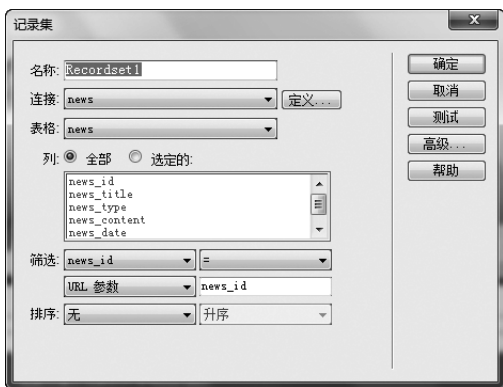 记录集
x
名称: Recordset1 确定
连接: news 定义... 取消
表格: news 测试
列: 全部 选定的: 高级...
news_id 帮助
news_title
news_type
news_content
news_date
筛选: news_id =
URL 参数 news_id
排序: 无 升序